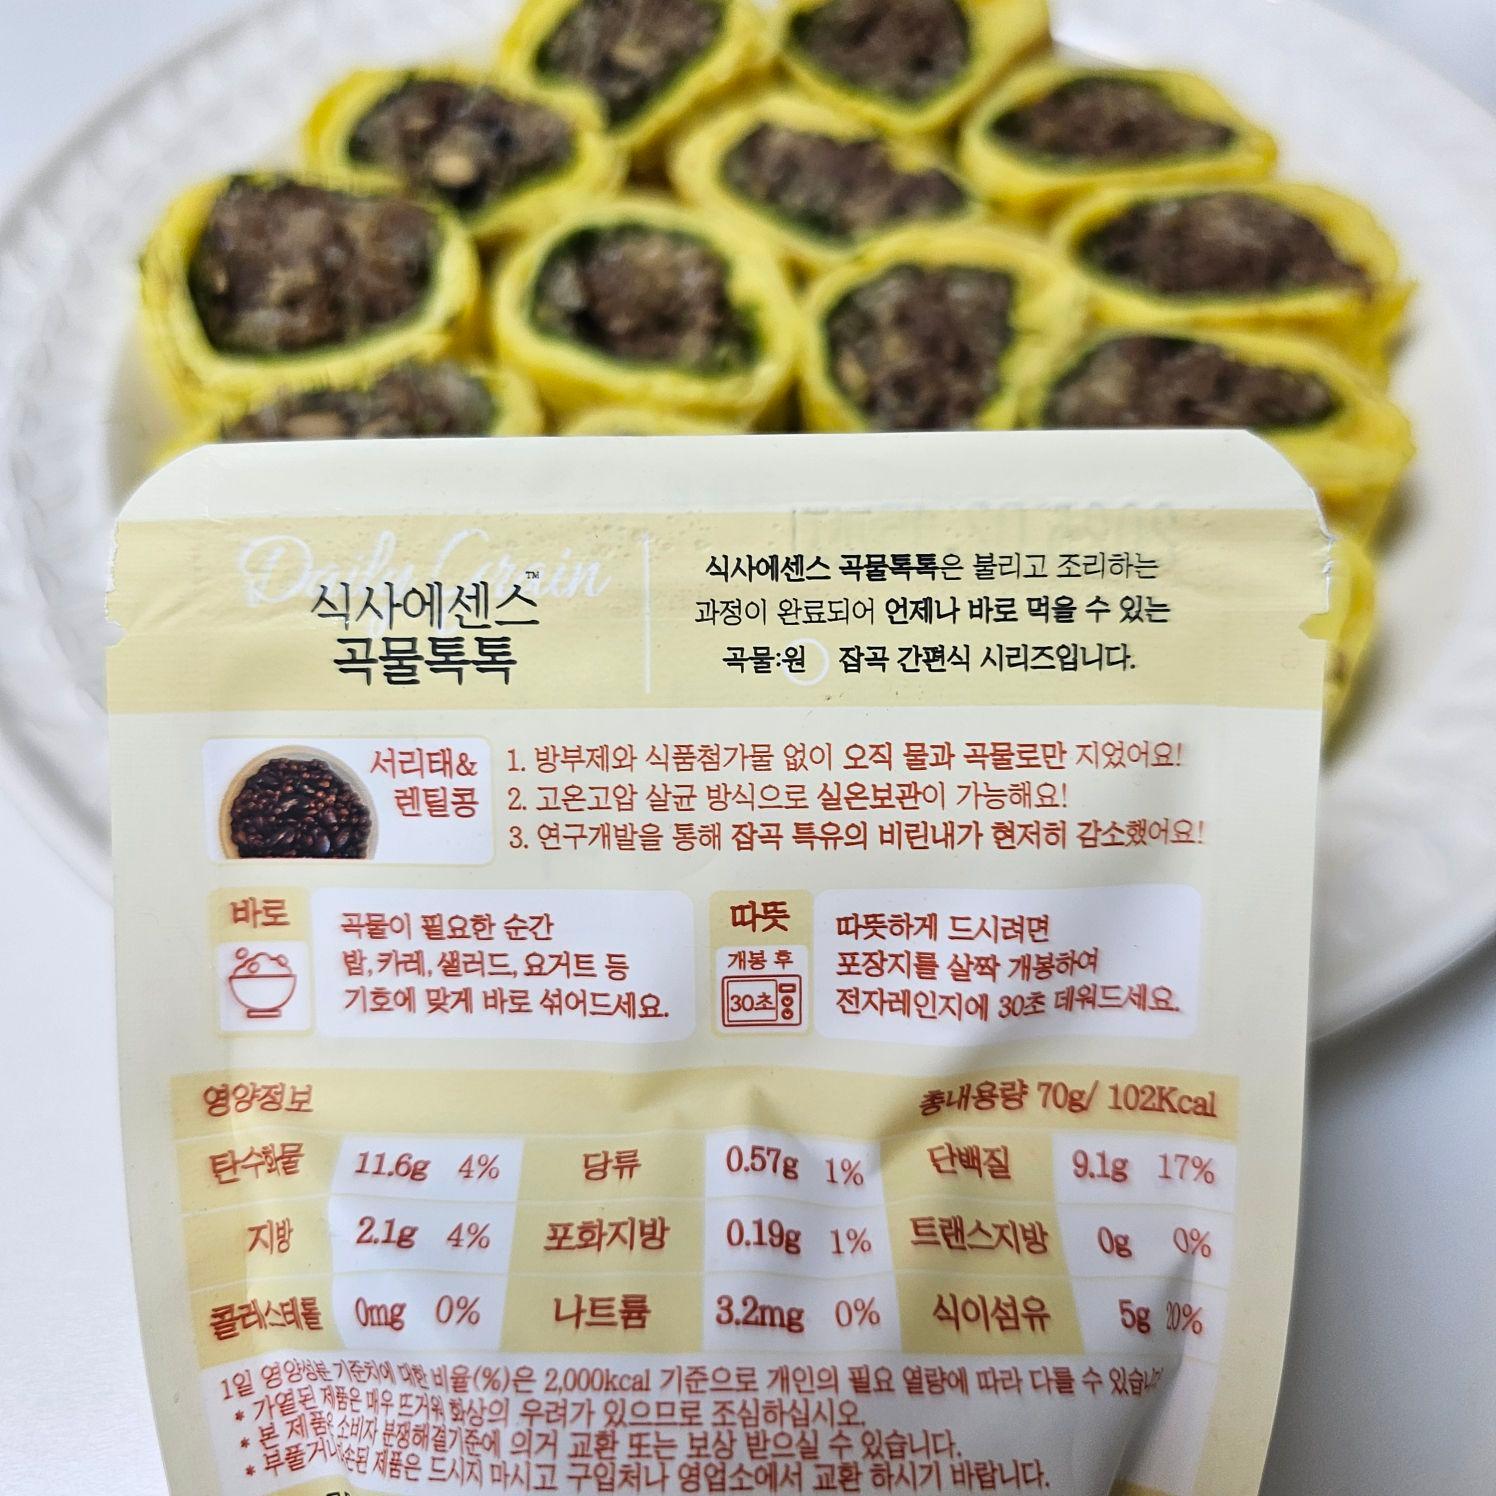 Daily Grain
식사에센스™
곡물톡톡
식사에센스 곡물톡톡은 불리고 조리하는
과정이 완료되어 언제나 바로 먹을 수 있는
곡물:원 잡곡 간편식 시리즈입니다.
서리태&
렌틸콩
1. 방부제와 식품첨가물 없이 오직 물과 곡물로만 지었어요!
2. 고온고압 살균 방식으로 실온보관이 가능해요!
3. 연구개발을 통해 잡곡 특유의 비린내가 현저히 감소했어요!
바로
곡물이 필요한 순간
밥, 카레, 샐러드, 요거트 등
기호에 맞게 바로 섞어드세요.
따뜻
개봉 후
30초
따뜻하게 드시려면
포장지를 살짝 개봉하여
전자레인지에 30초 데워드세요.
영양정보 총내용량 70g/ 102Kcal
탄수화물 11.6g 4% 당류 0.57g 1% 단백질 9.1g 17%
지방 2.1g 4% 포화지방 0.19g 1% 트랜스지방 0g 0%
콜레스테롤 0mg 0% 나트륨 3.2mg 0% 식이섬유 5g 20%
1일 영양성분 기준치에 대한 비율(%)은 2,000kcal 기준으로 개인의 필요 열량에 따라 다를 수 있습니
* 가열된 제품은 매우 뜨거워 화상의 우려가 있으므로 조심하십시오.
* 본 제품은 소비자 분쟁해결기준에 의거 교환 또는 보상 받으실 수 있습니다.
* 부풀거나 손된 제품은 드시지 마시고 구입처나 영업소에서 교환 하시기 바랍니다.